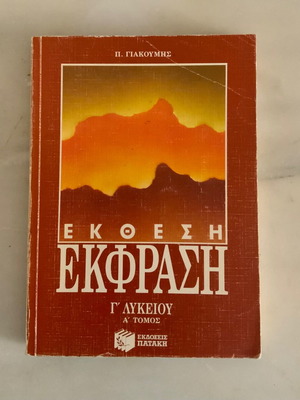 Π. ΓΙΑΚΟΥΜΗΣ
ΕΚΘΕΣΗ
ΕΚΦΡΑΣΗ
Γ΄ ΛΥΚΕΙΟΥ
Α΄ ΤΟΜΟΣ
ΕΚΔΟΣΕΙΣ
ΠΑΤΑΚΗ